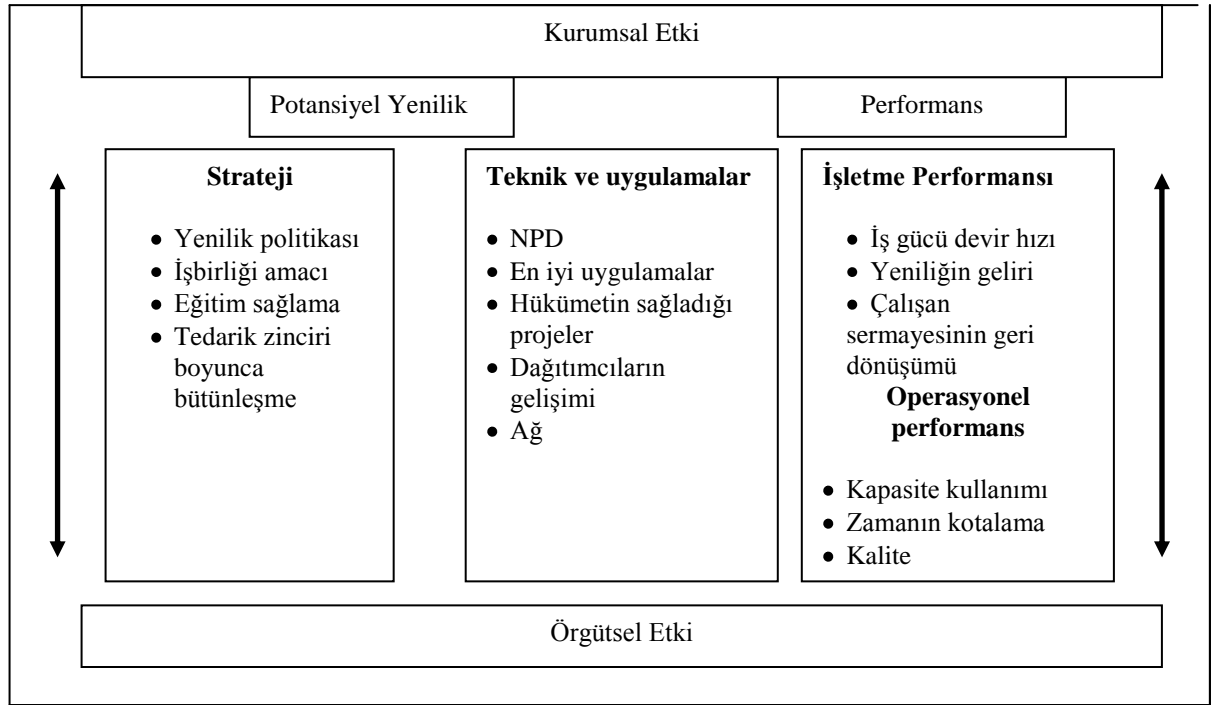 Kurumsal Etki
Potansiyel Yenilik
Performans
Strateji
• Yenilik politikası
• İşbirliği amacı
• Eğitim sağlama
• Tedarik zinciri
boyunca
bütünleşme
Teknik ve uygulamalar
• NPD
• En iyi uygulamalar
• Hükümetin sağladığı
projeler
• Dağıtımcıların
gelişimi
• Ağ
İşletme Performansı
• İş gücü devir hızı
• Yeniliğin geliri
• Çalışan
sermayesinin geri
dönüşümü
Operasyonel
performans
• Kapasite kullanımı
• Zamanın kotalama
• Kalite
Örgütsel Etki